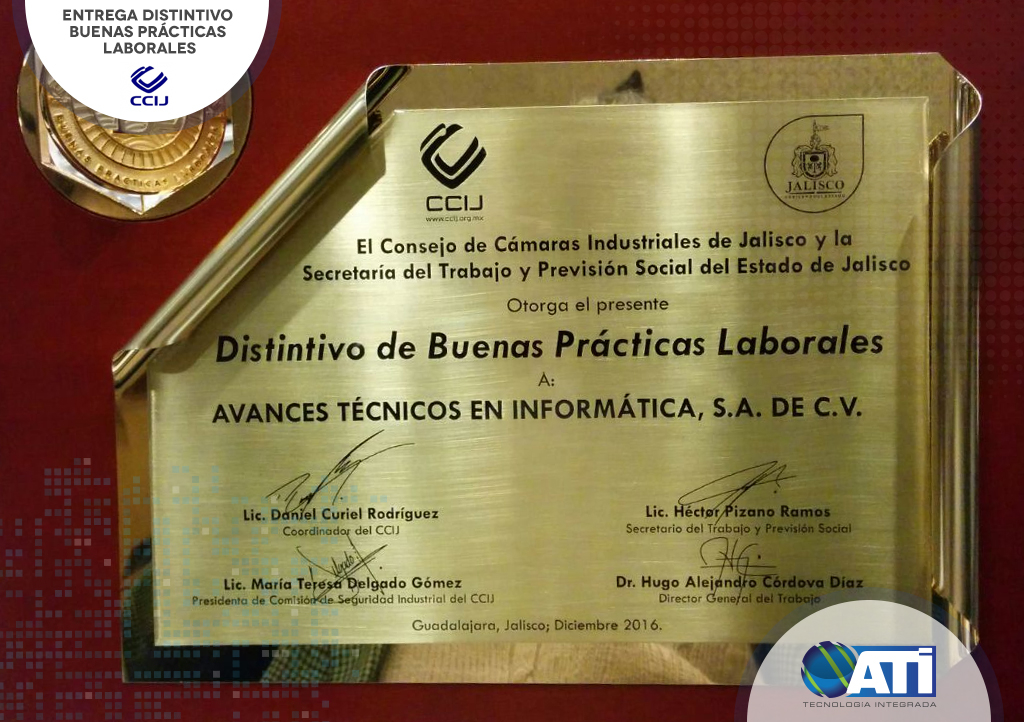 ENTREGA DISTINTIVO
BUENAS PRÁCTICAS
LABORALES
CCIJ
BUENAS PRACTICAS
CCIJ
www.ccij.org.mx
JALISCO
El Consejo de Cámaras Industriales de Jalisco y la
Secretaría del Trabajo y Previsión Social del Estado de Jalisco
Otorga el presente
Distintivo de Buenas Prácticas Laborales
A:
AVANCES TÉCNICOS EN INFORMÁTICA, S.A. DE C.V.
Lic. Daniel Curiel Rodríguez
Coordinador del CCIJ
Lic. Héctor Pizano Ramos
Secretario del Trabajo y Previsión Social
Lic. María Teresa Delgado Gómez
Presidenta de Comisión de Seguridad Industrial del CCIJ
Dr. Hugo Alejandro Córdova Díaz
Director General del Trabajo
Guadalajara, Jalisco; Diciembre 2016.
ATI
TECNOLOGIA INTEGRADA